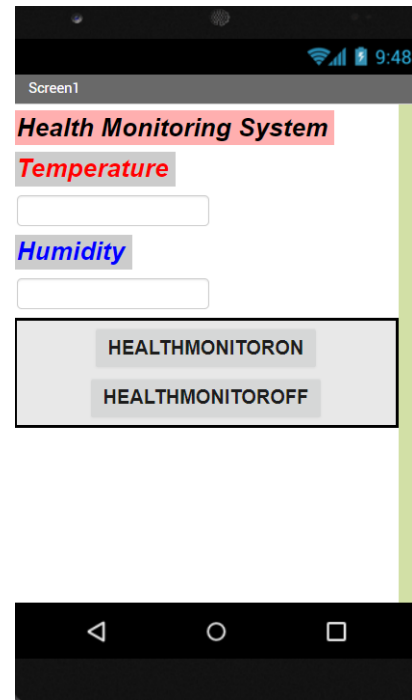 9:48
Screen1
Health Monitoring System
Temperature
Humidity
HEALTHMONITORON
HEALTHMONITOROFF